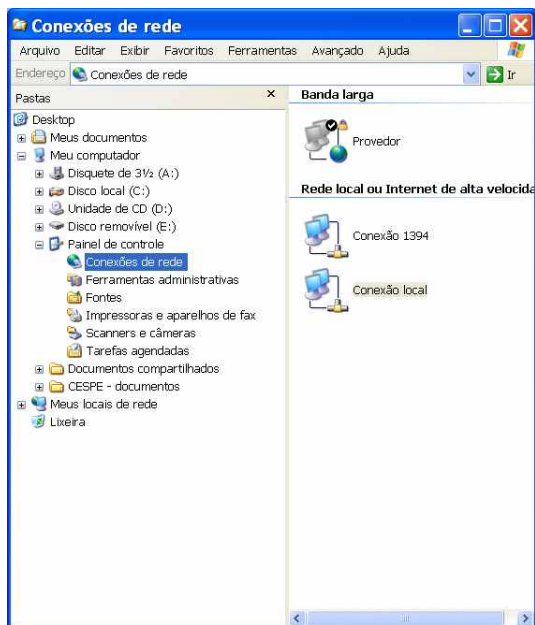 Conexões de rede
Arquivo Editar Exibir Favoritos Ferramentas Avançado Ajuda
Endereço Conexões de rede Ir
Pastas
Desktop
Meus documentos
Meu computador
Disquete de 3½ (A:)
Disco local (C:)
Unidade de CD (D:)
Disco removível (E:)
Painel de controle
Conexões de rede
Ferramentas administrativas
Fontes
Impressoras e aparelhos de fax
Scanners e câmeras
Tarefas agendadas
Documentos compartilhados
CESPE - documentos
Meus locais de rede
Lixeira
Banda larga
Provedor
Rede local ou Internet de alta velocida
Conexão 1394
Conexão local